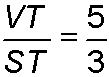 VT/ST = 5/3